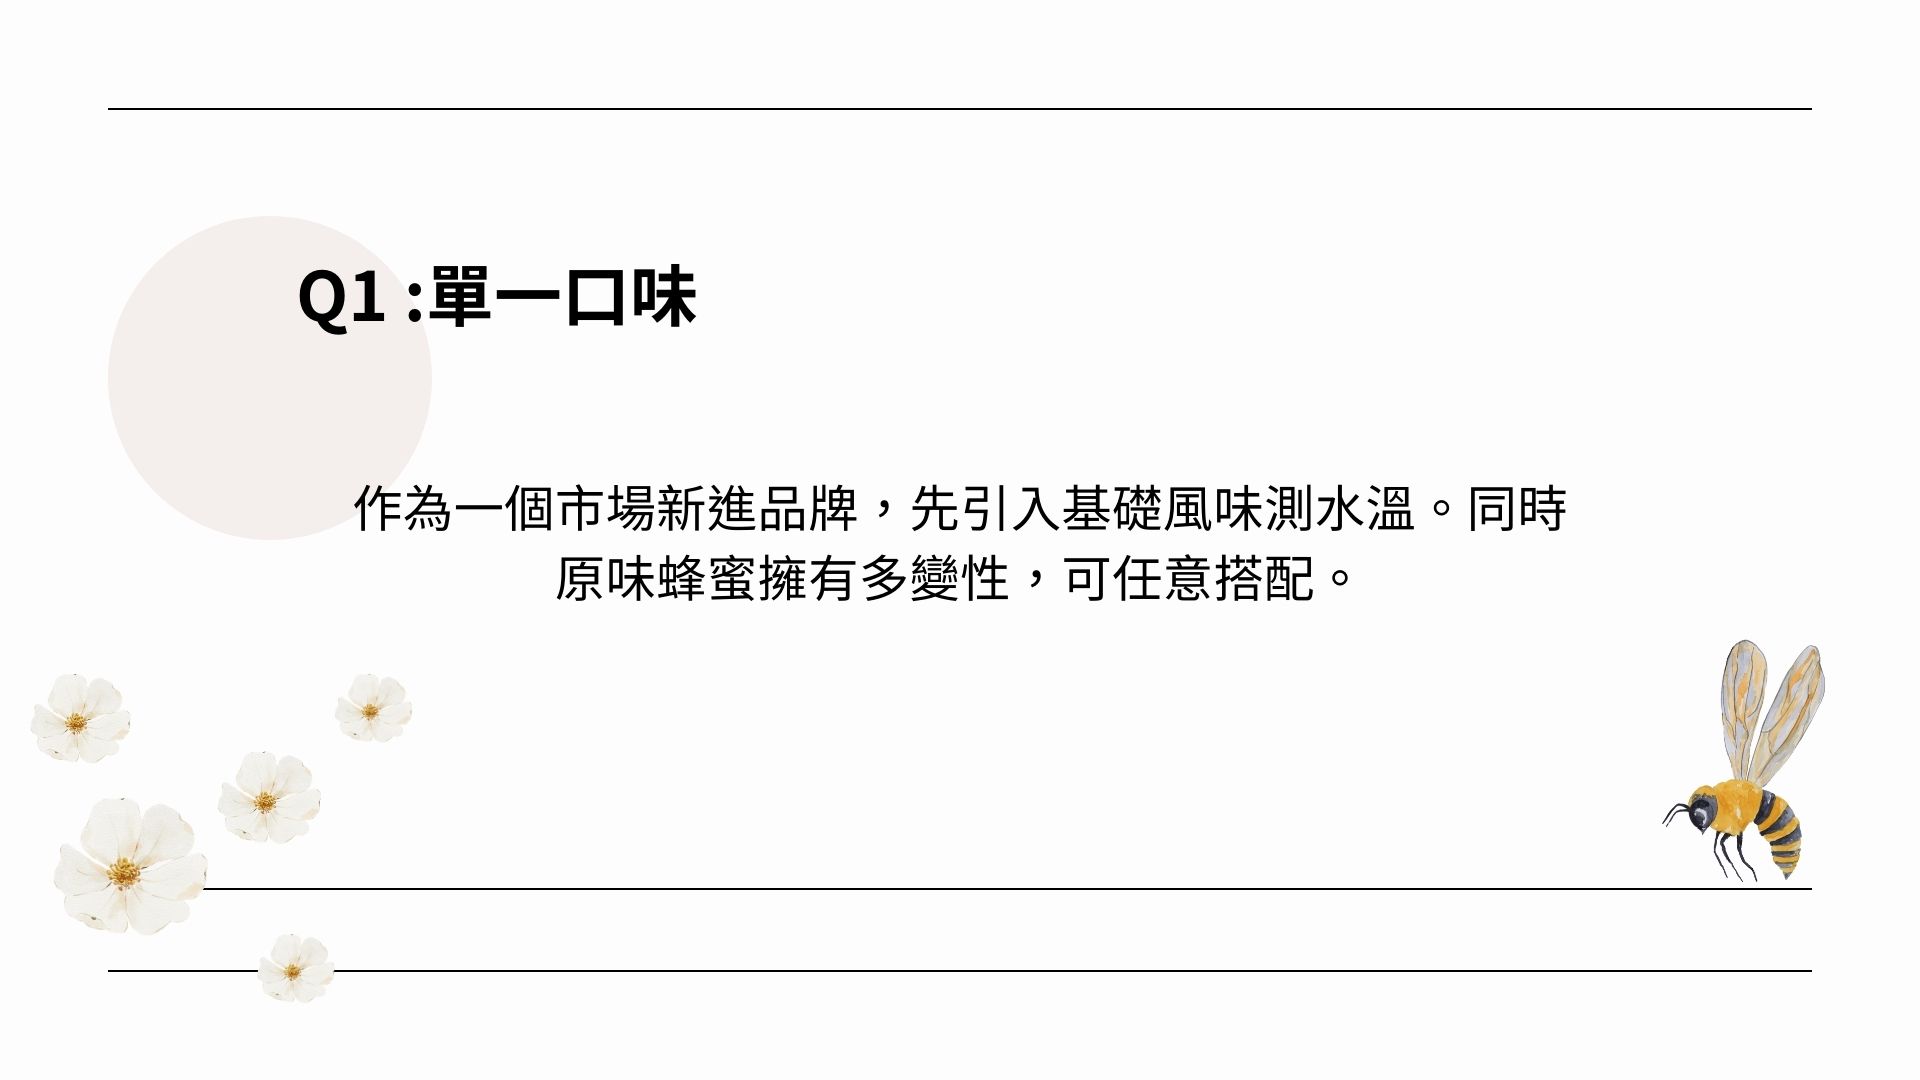 Q1 :單一口味
作為一個市場新進品牌，先引入基礎風味測水溫。同時
原味蜂蜜擁有多變性，可任意搭配。